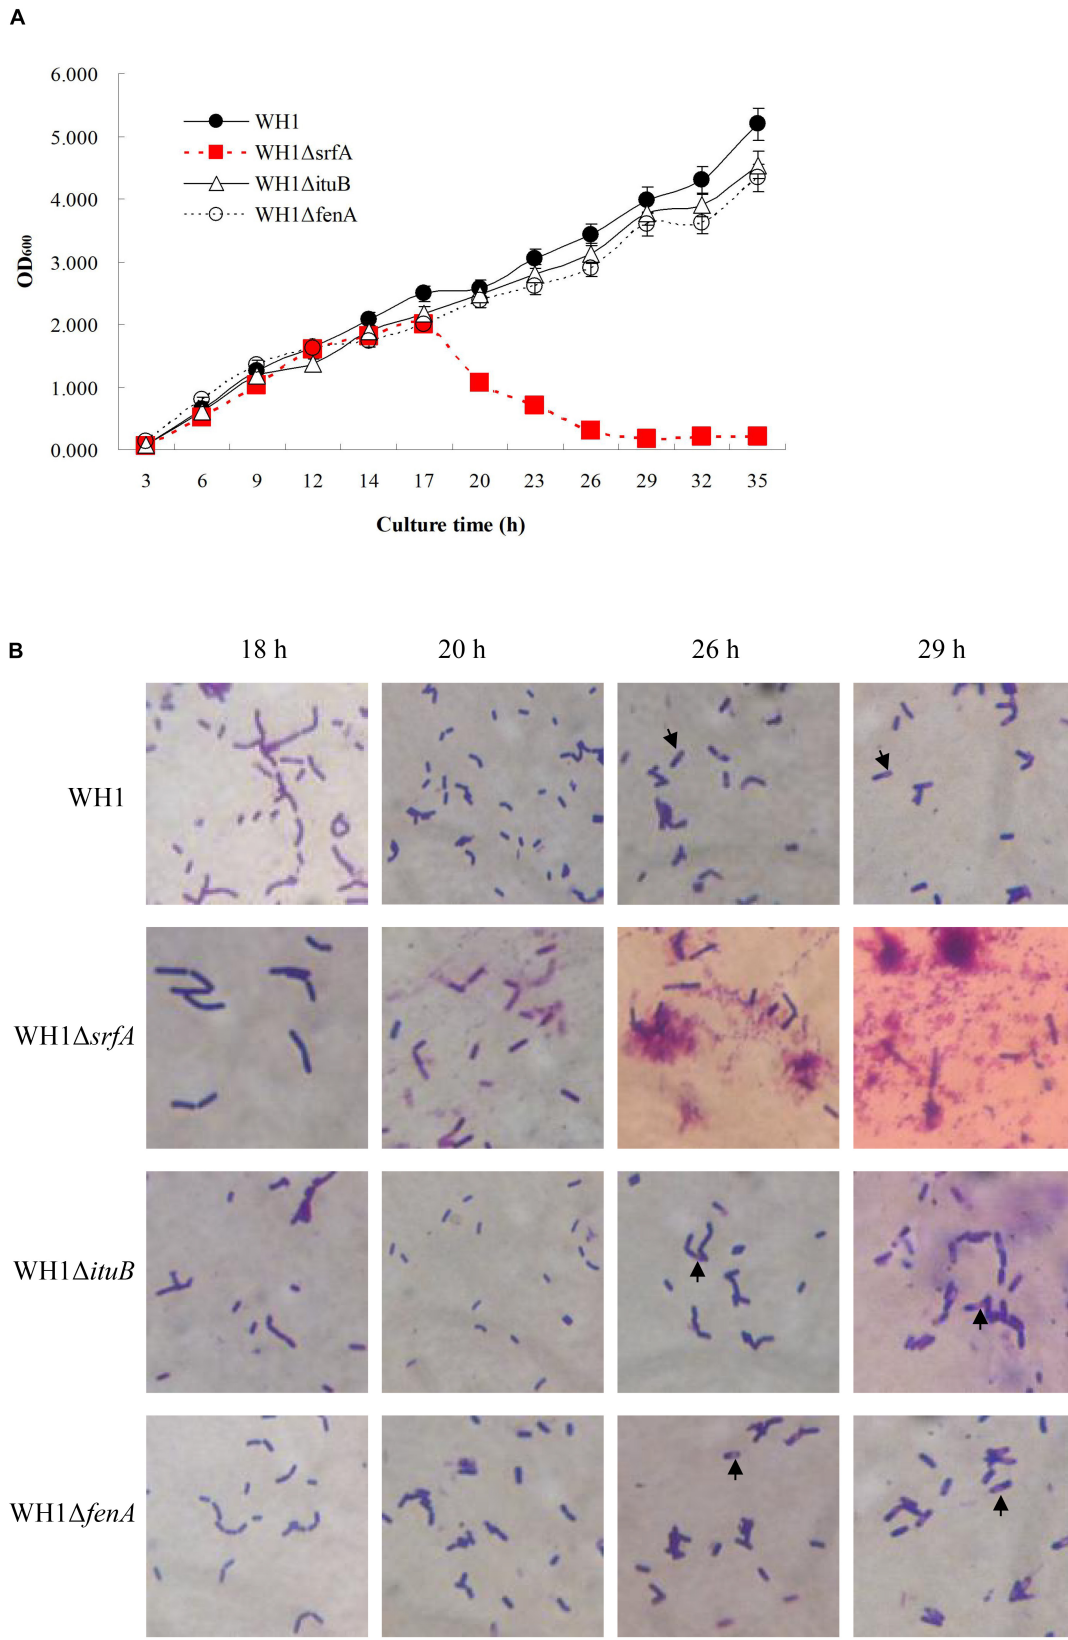 A
6.000
5.000
4.000
3.000
2.000
1.000
0.000
OD600
WH1
WH1ΔsrfA
WH1ΔituB
WH1ΔfenA
3 6 9 12 14 17 20 23 26 29 32 35
Culture time (h)
B
18 h 20 h 26 h 29 h
WH1
WH1ΔsrfA
WH1ΔituB
WH1ΔfenA